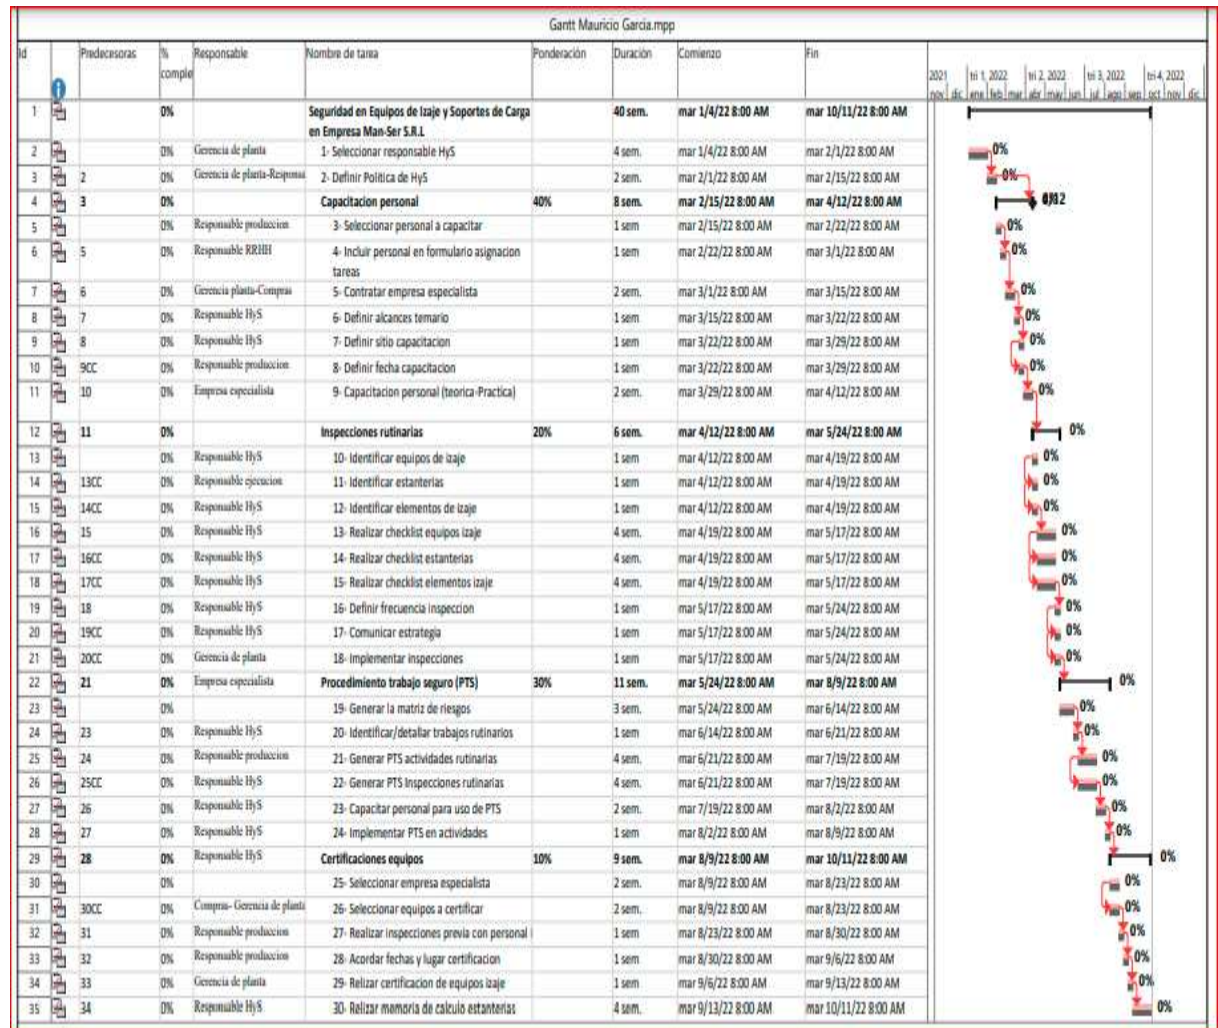 Gantt Mauricio Garcia.mpp
Id Predecesoras % Responsable Nombre de tarea Ponderación Duración Comienzo Fin
comple
2021 tri 1, 2022 tri 2, 2022 tri 3, 2022 tri 4, 2022
nov dic ene feb mar abr may jun jul ago sep oct nov dic
1 0% Seguridad en Equipos de Izaje y Soportes de Carga 40 sem. mar 1/4/22 8:00 AM mar 10/11/22 8:00 AM
en Empresa Man-Ser S.R.L
2 0% Gerencia de planta 1- Seleccionar responsable HyS 4 sem. mar 1/4/22 8:00 AM mar 2/1/22 8:00 AM 0%
3 2 0% Gerencia de planta-Responsa 2- Definir Politica de HyS 2 sem. mar 2/1/22 8:00 AM mar 2/15/22 8:00 AM 0%
4 3 0% Capacitacion personal 40% 8 sem. mar 2/15/22 8:00 AM mar 4/12/22 8:00 AM
5 0% Responsable produccion 3- Seleccionar personal a capacitar 1 sem mar 2/15/22 8:00 AM mar 2/22/22 8:00 AM 0%
6 5 0% Responsable RRHH 4- Incluir personal en formulario asignacion 1 sem mar 2/22/22 8:00 AM mar 3/1/22 8:00 AM 0%
tareas
7 6 0% Gerencia planta-Compras 5- Contratar empresa especialista 2 sem. mar 3/1/22 8:00 AM mar 3/15/22 8:00 AM 0%
8 7 0% Responsable HyS 6- Definir alcances temario 1 sem mar 3/15/22 8:00 AM mar 3/22/22 8:00 AM 0%
9 8 0% Responsable HyS 7- Definir sitio capacitacion 1 sem mar 3/22/22 8:00 AM mar 3/29/22 8:00 AM 0%
10 9CC 0% Responsable produccion 8- Definir fecha capacitacion 1 sem mar 3/22/22 8:00 AM mar 3/29/22 8:00 AM 0%
11 10 0% Empresa especialista 9- Capacitacion personal (teorica-Practica) 2 sem. mar 3/29/22 8:00 AM mar 4/12/22 8:00 AM 0%
12 11 0% Inspecciones rutinarias 20% 6 sem. mar 4/12/22 8:00 AM mar 5/24/22 8:00 AM 0%
13 0% Responsable HyS 10- Identificar equipos de izaje 1 sem mar 4/12/22 8:00 AM mar 4/19/22 8:00 AM 0%
14 13CC 0% Responsable ejecucion 11- Identificar estanterias 1 sem mar 4/12/22 8:00 AM mar 4/19/22 8:00 AM 0%
15 14CC 0% Responsable HyS 12- Identificar elementos de izaje 1 sem mar 4/12/22 8:00 AM mar 4/19/22 8:00 AM 0%
16 15 0% Responsable HyS 13- Realizar checklist equipos izaje 4 sem. mar 4/19/22 8:00 AM mar 5/17/22 8:00 AM 0%
17 16CC 0% Responsable HyS 14- Realizar checklist estanterias 4 sem. mar 4/19/22 8:00 AM mar 5/17/22 8:00 AM 0%
18 17CC 0% Responsable HyS 15- Realizar checklist elementos izaje 4 sem. mar 4/19/22 8:00 AM mar 5/17/22 8:00 AM 0%
19 18 0% Responsable HyS 16- Definir frecuencia inspeccion 1 sem mar 5/17/22 8:00 AM mar 5/24/22 8:00 AM 0%
20 19CC 0% Responsable HyS 17- Comunicar estrategia 1 sem mar 5/17/22 8:00 AM mar 5/24/22 8:00 AM 0%
21 20CC 0% Gerencia de planta 18- Implementar inspecciones 1 sem mar 5/17/22 8:00 AM mar 5/24/22 8:00 AM 0%
22 21 0% Empresa especialista Procedimiento trabajo seguro (PTS) 30% 11 sem. mar 5/24/22 8:00 AM mar 8/9/22 8:00 AM 0%
23 0% 19- Generar la matriz de riesgos 3 sem. mar 5/24/22 8:00 AM mar 6/14/22 8:00 AM 0%
24 23 0% Responsable HyS 20- Identificar/detallar trabajos rutinarios 1 sem mar 6/14/22 8:00 AM mar 6/21/22 8:00 AM 0%
25 24 0% Responsable produccion 21- Generar PTS actividades rutinarias 4 sem. mar 6/21/22 8:00 AM mar 7/19/22 8:00 AM 0%
26 25CC 0% Responsable HyS 22- Generar PTS Inspecciones rutinarias 4 sem. mar 6/21/22 8:00 AM mar 7/19/22 8:00 AM 0%
27 26 0% Responsable HyS 23- Capacitar personal para uso de PTS 2 sem. mar 7/19/22 8:00 AM mar 8/2/22 8:00 AM 0%
28 27 0% Responsable HyS 24- Implementar PTS en actividades 1 sem mar 8/2/22 8:00 AM mar 8/9/22 8:00 AM 0%
29 28 0% Responsable HyS Certificaciones equipos 10% 9 sem. mar 8/9/22 8:00 AM mar 10/11/22 8:00 AM 0%
30 0% 25- Seleccionar empresa especialista 2 sem. mar 8/9/22 8:00 AM mar 8/23/22 8:00 AM 0%
31 30CC 0% Compras- Gerencia de planta 26- Seleccionar equipos a certificar 2 sem. mar 8/9/22 8:00 AM mar 8/23/22 8:00 AM 0%
32 31 0% Responsable produccion 27- Realizar inspecciones previa con personal 1 sem mar 8/23/22 8:00 AM mar 8/30/22 8:00 AM 0%
33 32 0% Responsable produccion 28- Acordar fechas y lugar certificacion 1 sem mar 8/30/22 8:00 AM mar 9/6/22 8:00 AM 0%
34 33 0% Gerencia de planta 29- Relizar certificacion de equipos izaje 1 sem mar 9/6/22 8:00 AM mar 9/13/22 8:00 AM 0%
35 34 0% Responsable HyS 30- Relizar memoria de calculo estanterias 4 sem. mar 9/13/22 8:00 AM mar 10/11/22 8:00 AM 0%